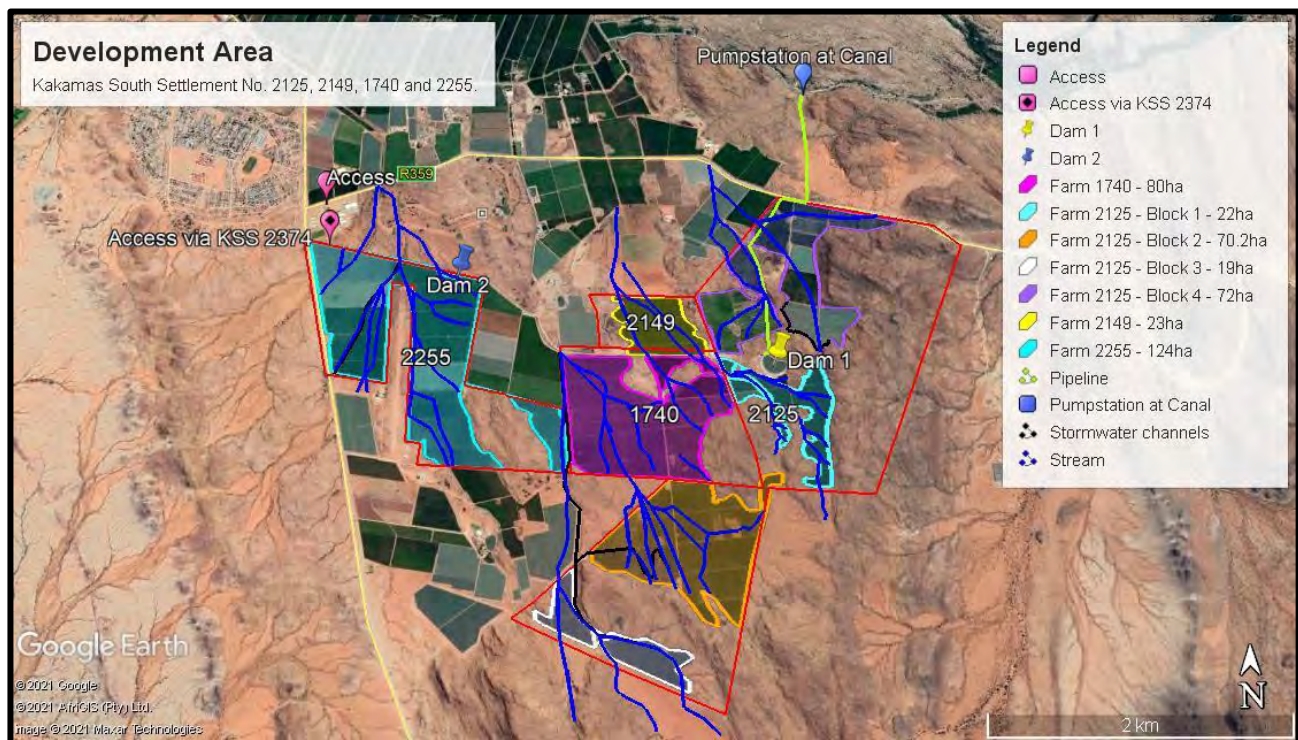 Development Area
Kakamas South Settlement No. 2125, 2149, 1740 and 2255.
Pumpstation at Canal
Access
R359
Access via KSS 2374
Dam 2
2149
Dam 1
2255
1740
2125
Legend
Access
Access via KSS 2374
Dam 1
Dam 2
Farm 1740 - 80ha
Farm 2125 - Block 1 - 22ha
Farm 2125 - Block 2 - 70.2ha
Farm 2125 - Block 3 - 19ha
Farm 2125 - Block 4 - 72ha
Farm 2149 - 23ha
Farm 2255 - 124ha
Pipeline
Pumpstation at Canal
Stormwater channels
Stream
Google Earth
© 2021 Google
© 2021 AfriGIS (Pty) Ltd.
Image © 2021 Maxar Technologies
N
2 km